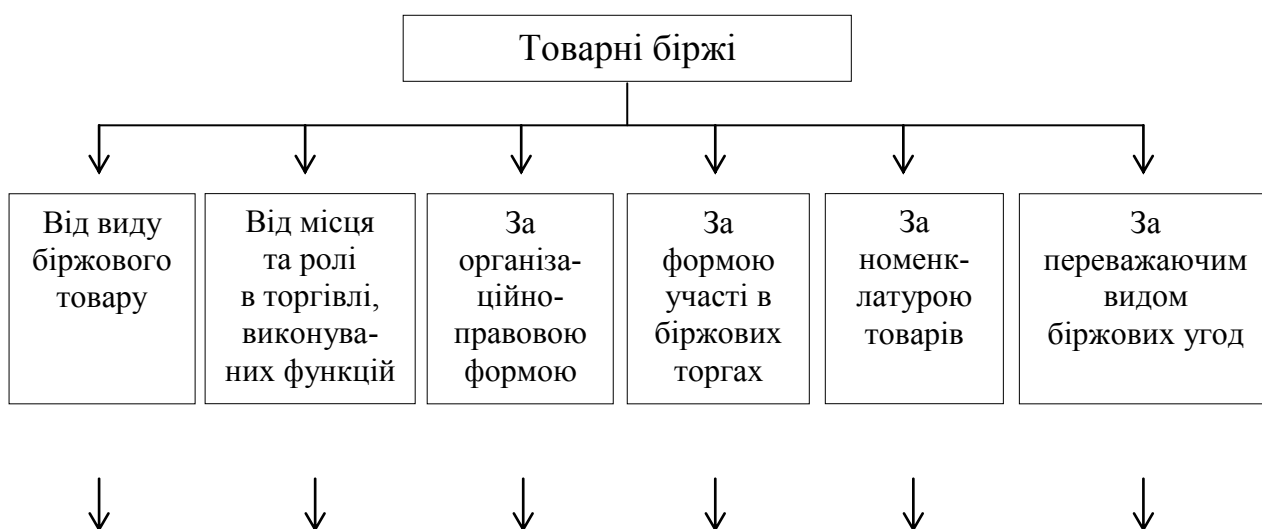 Товарні біржі
Від виду
біржового
товару
Від місця
та ролі
в торгівлі,
виконува-
них функцій
За
організа-
ційно-
правовою
формою
За
формою
участі в
біржових
торгах
За
номенк-
латурою
товарів
За
переважаючим
видом
біржових угод